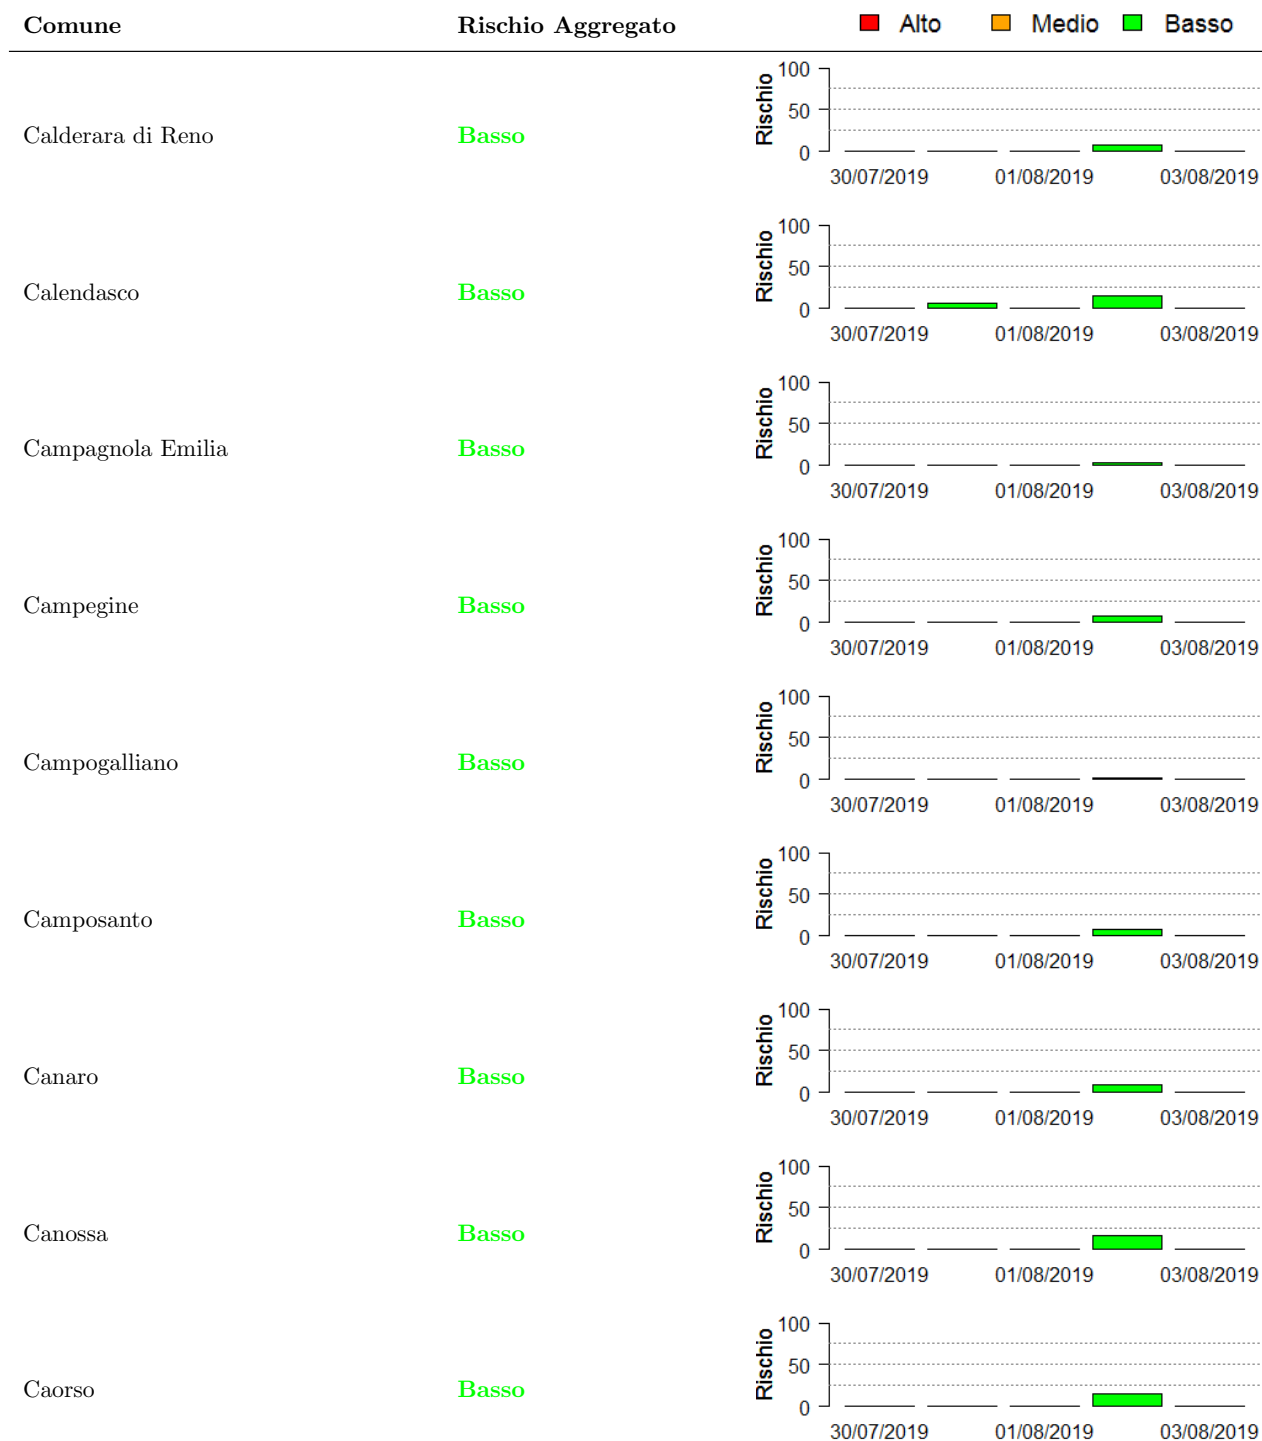 Comune Rischio Aggregato Alto Medio Basso
Calderara di Reno Basso Rischio 100 50 0
30/07/2019 01/08/2019 03/08/2019
Calendasco Basso Rischio 100 50 0
30/07/2019 01/08/2019 03/08/2019
Campagnola Emilia Basso Rischio 100 50 0
30/07/2019 01/08/2019 03/08/2019
Campegine Basso Rischio 100 50 0
30/07/2019 01/08/2019 03/08/2019
Campogalliano Basso Rischio 100 50 0
30/07/2019 01/08/2019 03/08/2019
Camposanto Basso Rischio 100 50 0
30/07/2019 01/08/2019 03/08/2019
Canaro Basso Rischio 100 50 0
30/07/2019 01/08/2019 03/08/2019
Canossa Basso Rischio 100 50 0
30/07/2019 01/08/2019 03/08/2019
Caorso Basso Rischio 100 50 0
30/07/2019 01/08/2019 03/08/2019